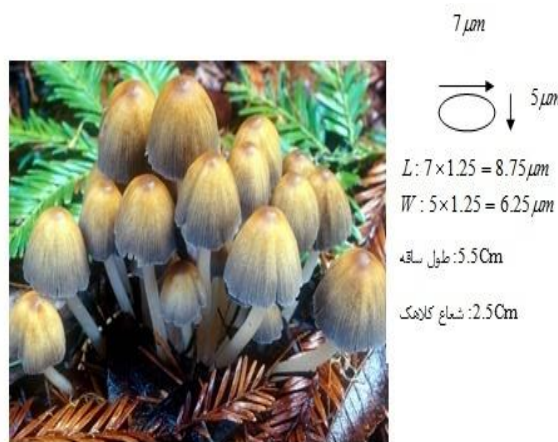 7 μm
5 μm
L : 7 × 1.25 = 8.75 μm
W : 5 × 1.25 = 6.25 μm
طول ساقه :5.5Cm
شعاع کلاهک :2.5Cm